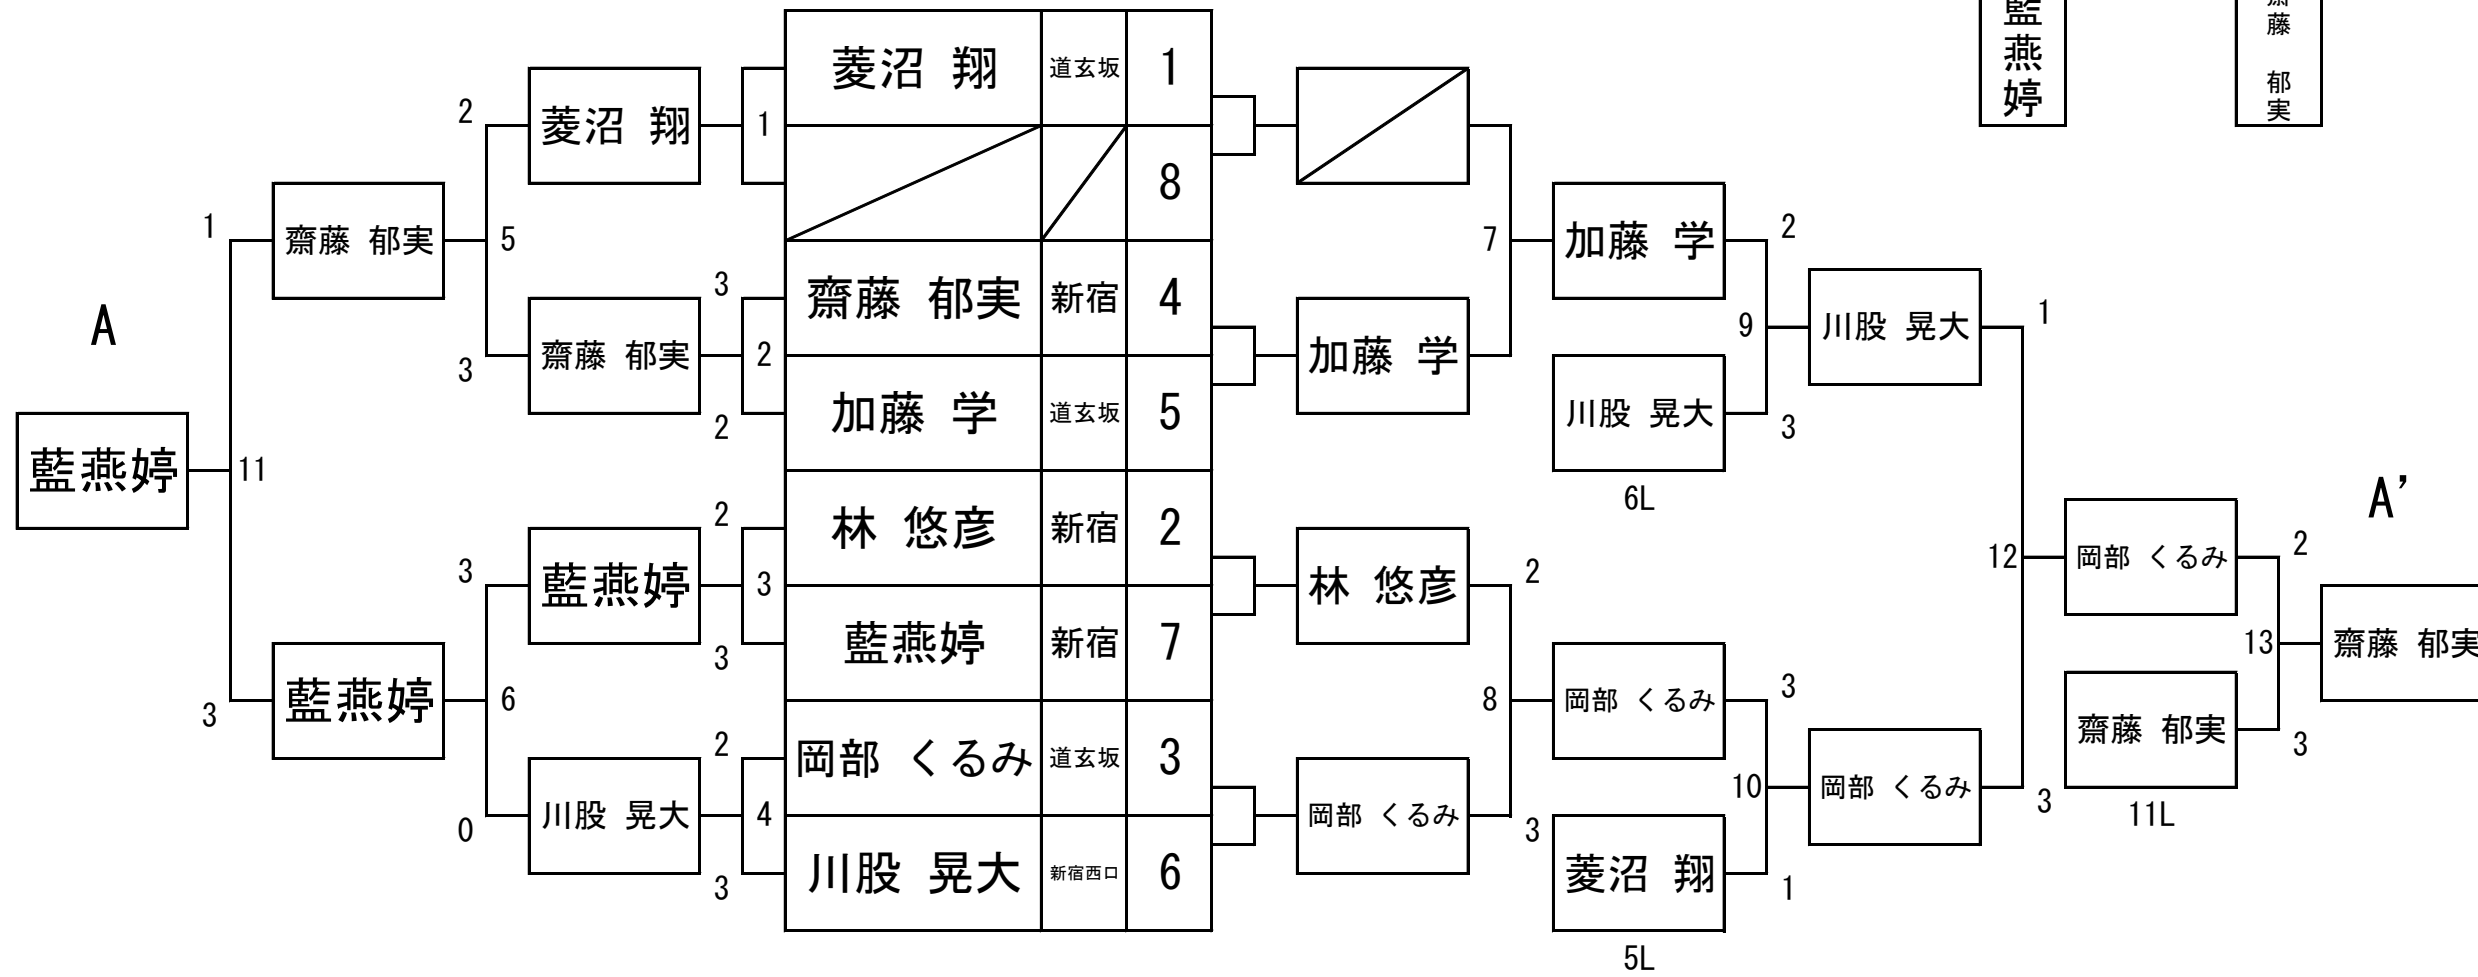 藍燕婷
藤 郁実
菱沼 翔 道玄坂 1
2 菱沼 翔 1
8
1 齋藤 郁実 5
7 加藤 学 2
3 齋藤 郁実 新宿 4
A
川股 晃大 1
9
3 齋藤 郁実 2
加藤 学
2 加藤 学 道玄坂 5
川股 晃大 3
藍燕婷 11
6L
A'
2 林 悠彦 新宿 2
3 藍燕婷 3
林 悠彦 2
12 岡部 くるみ 2
3 藍燕婷 新宿 7
13 齋藤 郁実
3 藍燕婷 6
8 岡部 くるみ 3
齋藤 郁実 3
11L
2 岡部 くるみ 道玄坂 3
10 岡部 くるみ 3
0 川股 晃大 4
岡部 くるみ 3
3 川股 晃大 新宿西口 6
菱沼 翔 1
5L